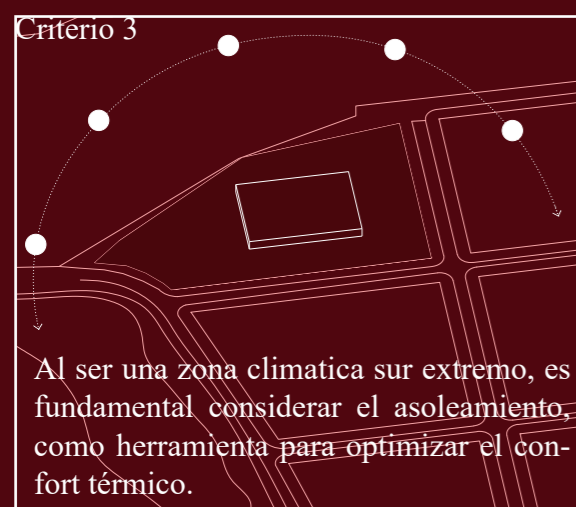 Criterio 3
Al ser una zona climatica sur extremo, es
fundamental considerar el asoleamiento,
como herramienta para optimizar el con-
fort térmico.